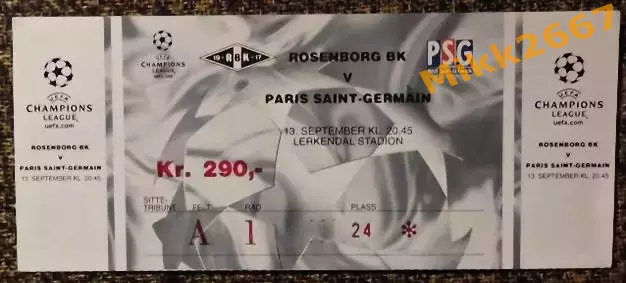 UEFA
CHAMPIONS
LEAGUE
uefa.com
ROSENBORG BK
V
PARIS SAINT-GERMAIN
13. SEPTEMBER KL. 20.45
UEFA
CHAMPIONS
LEAGUE
19 RBK 17
ROSENBORG BK
V
PARIS SAINT-GERMAIN
PSG
13. SEPTEMBER KL. 20.45
LERKENDAL STADION
Kr. 290,-
SITTE-
TRIBUNE FELT RAD PLASS
A 1 24 *
UEFA
CHAMPIONS
LEAGUE
uefa.com
ROSENBORG BK
V
PARIS SAINT-GERMAIN
13. SEPTEMBER KL. 20.45
Mikk2667